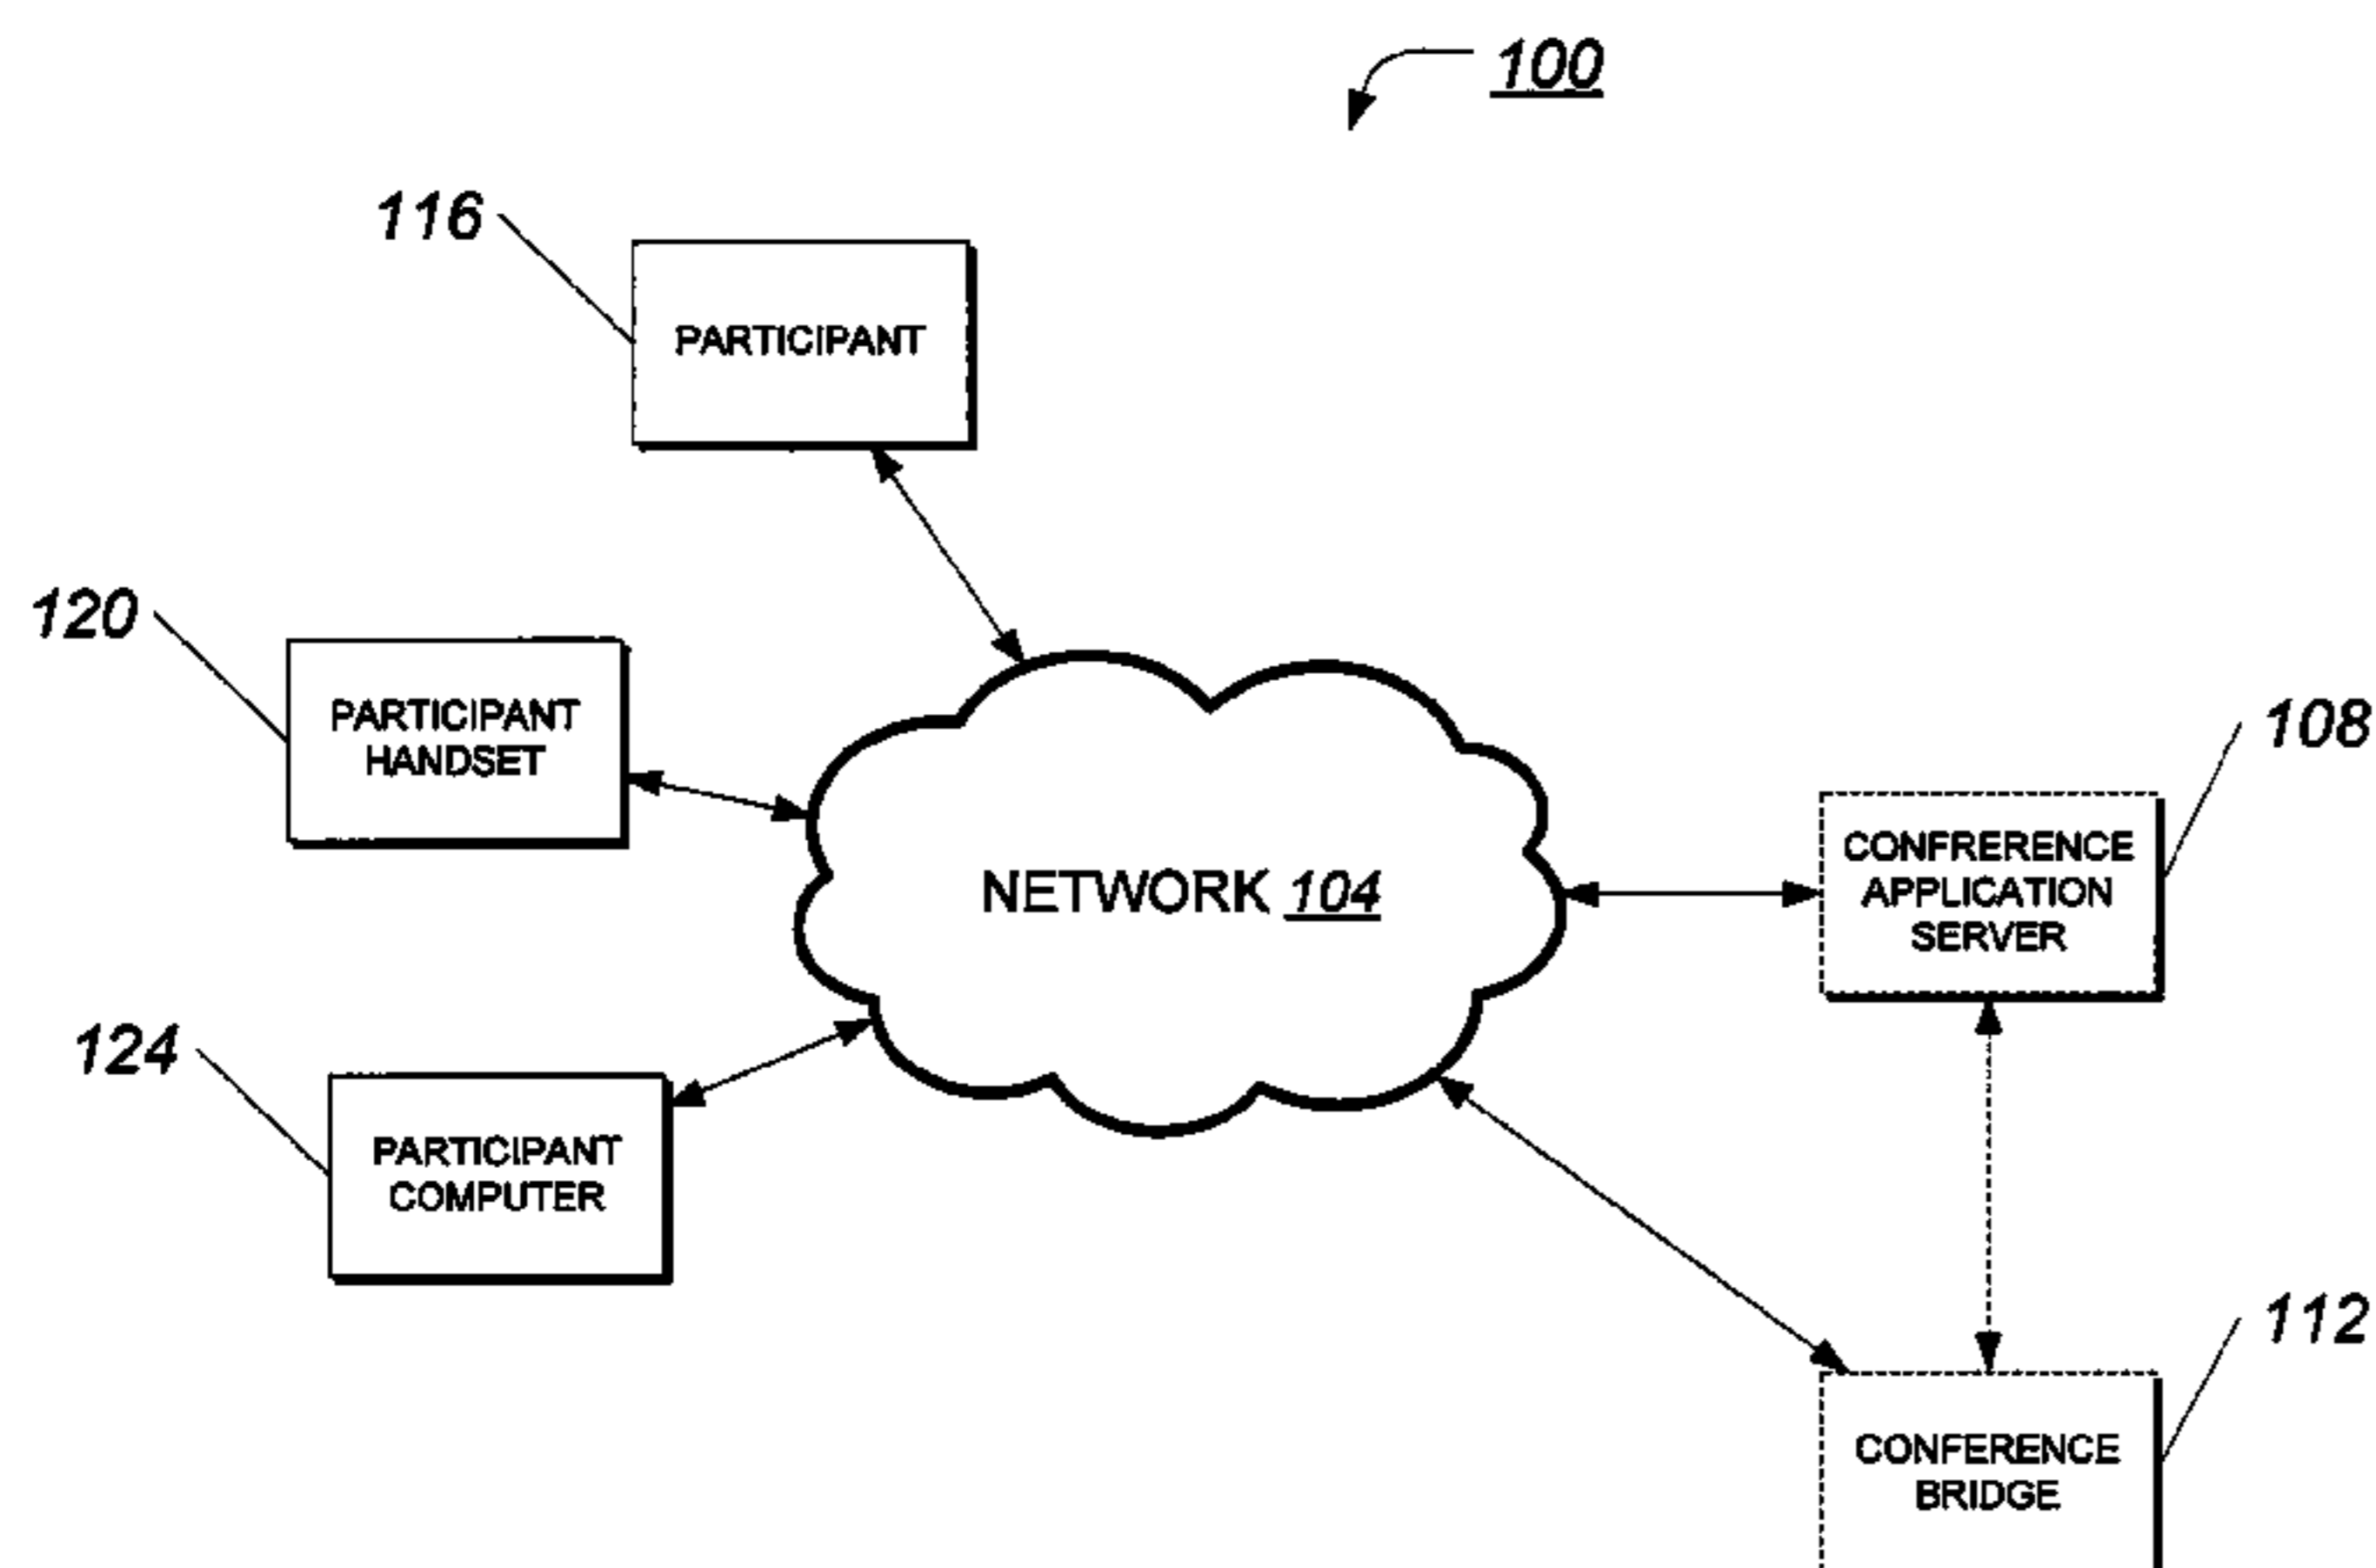 100
116
PARTICIPANT
120
PARTICIPANT
HANDSET
108
CONFRERENCE
APPLICATION
SERVER
NETWORK 104
124
PARTICIPANT
COMPUTER
112
CONFERENCE
BRIDGE